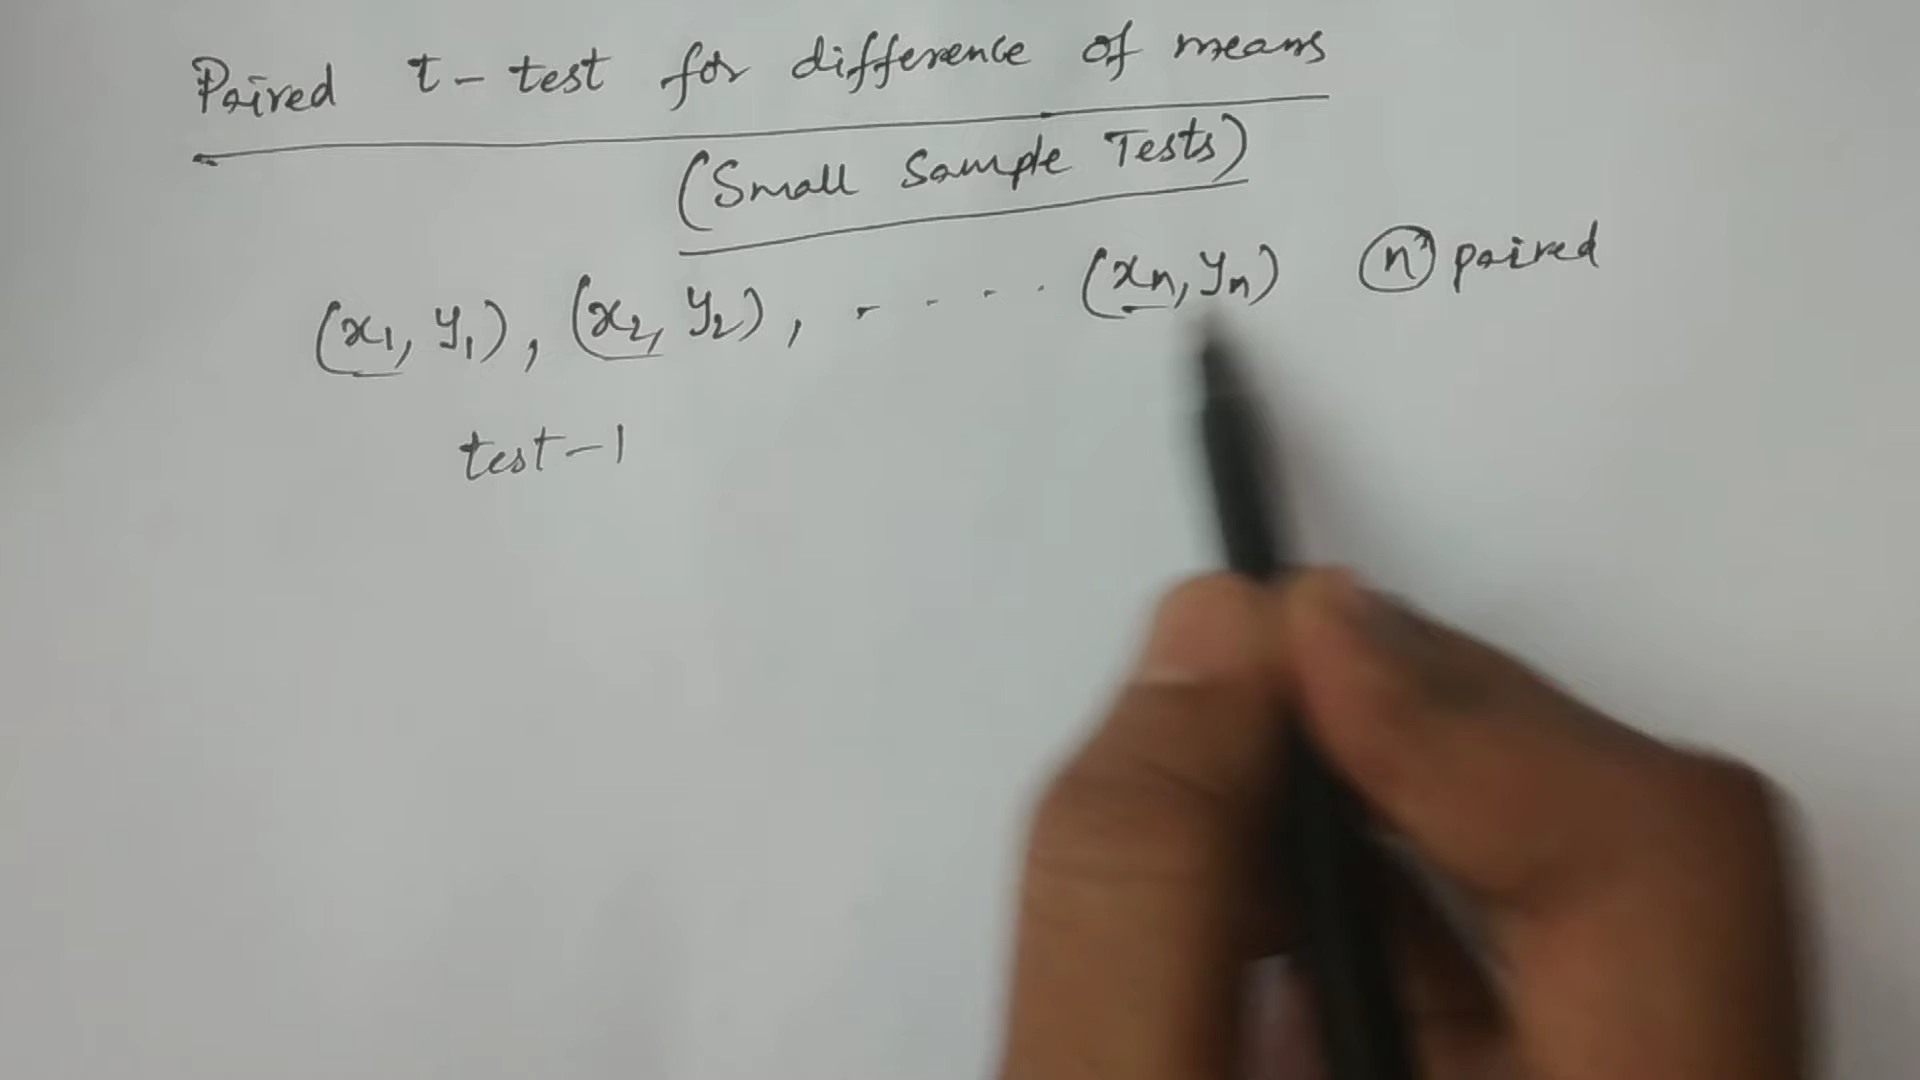 Paired t-test for difference of means
(Small Sample Tests)
(x₁, y₁), (x₂, y₂), - - - - · (xn, yn) n paired
test-1